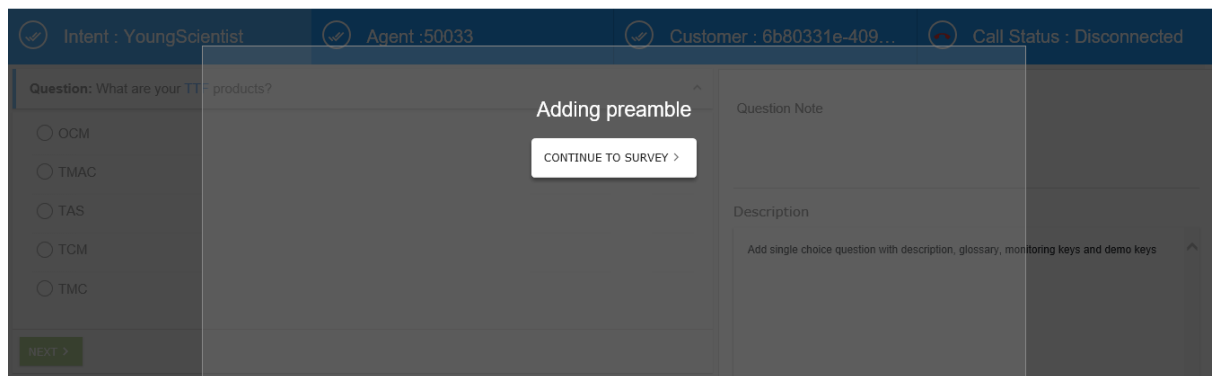 Intent : YoungScientist
Agent :50033
Customer : 6b80331e-409...
Call Status : Disconnected
Question: What are your TTF products?
OCM
TMAC
TAS
TCM
TMC
NEXT >
Adding preamble
CONTINUE TO SURVEY >
Question Note
Description
Add single choice question with description, glossary, monitoring keys and demo keys